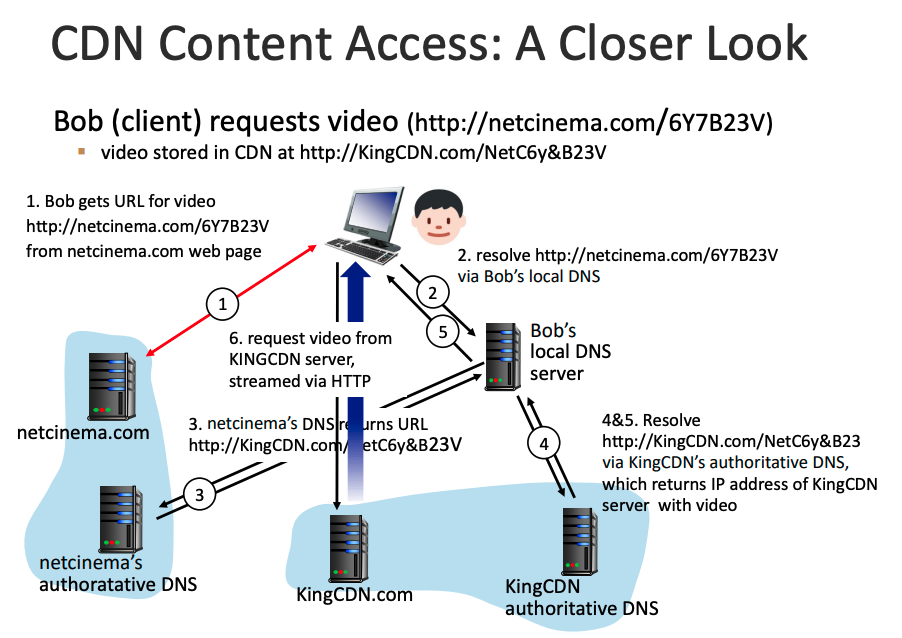 CDN Content Access: A Closer Look
Bob (client) requests video (http://netcinema.com/6Y7B23V)
▪ video stored in CDN at http://KingCDN.com/NetC6y&B23V
1. Bob gets URL for video
http://netcinema.com/6Y7B23V
from netcinema.com web page
2. resolve http://netcinema.com/6Y7B23V
via Bob's local DNS
1
2
5
6. request video from
KINGCDN server,
streamed via HTTP
Bob's
local DNS
server
netcinema.com
3. netcinema's DNS returns URL
http://KingCDN.com/NetC6y&B23V
4&5. Resolve
http://KingCDN.com/NetC6y&B23
via KingCDN's authoritative DNS,
which returns IP address of KingCDN
server with video
4
3
netcinema's
authoratative DNS
KingCDN.com
KingCDN
authoritative DNS